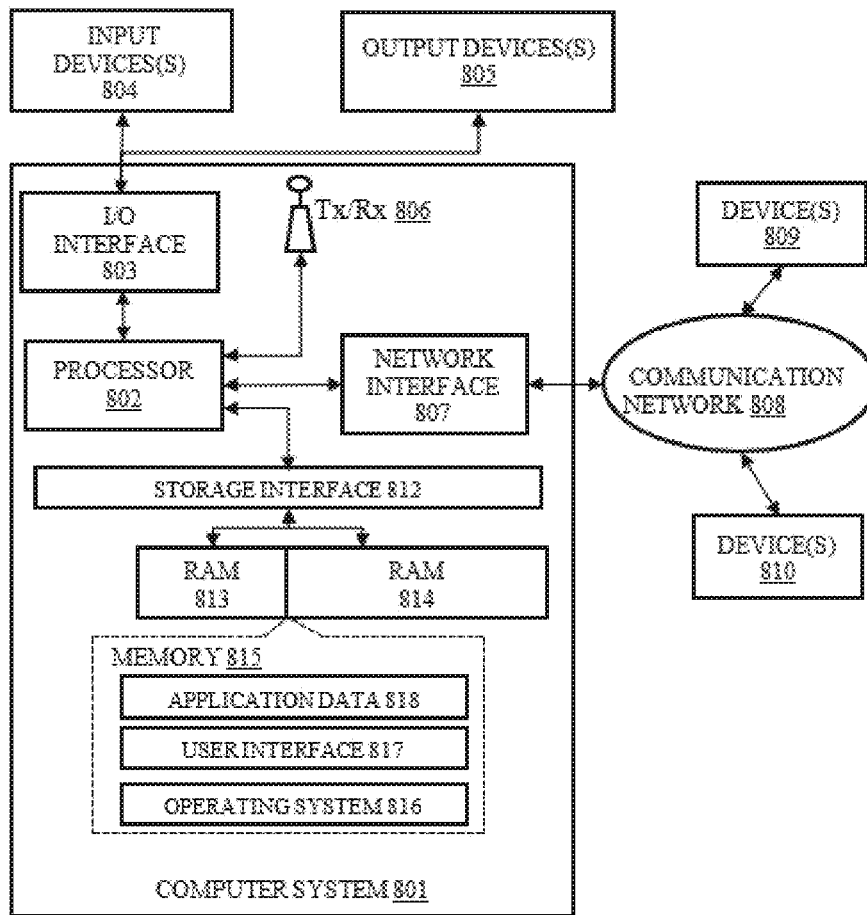 INPUT
DEVICES(S)
804
OUTPUT DEVICES(S)
805
I/O
INTERFACE
803
Tx/Rx 806
DEVICE(S)
809
PROCESSOR
802
NETWORK
INTERFACE
807
COMMUNICATION
NETWORK 808
STORAGE INTERFACE 812
DEVICE(S)
810
RAM
813
RAM
814
MEMORY 815
APPLICATION DATA 818
USER INTERFACE 817
OPERATING SYSTEM 816
COMPUTER SYSTEM 801